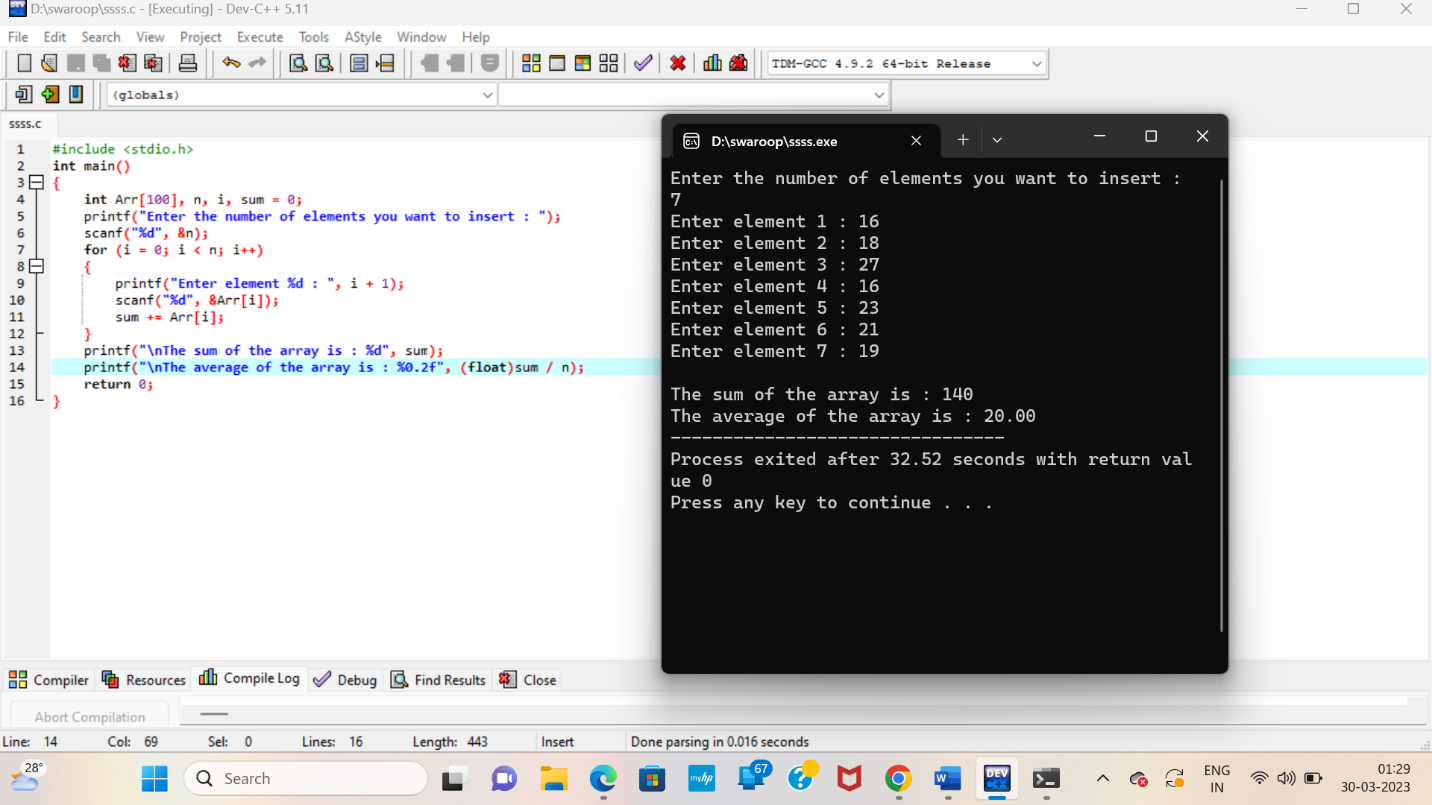 D:\swaroop\ssss.c - [Executing] - Dev-C++ 5.11
File Edit Search View Project Execute Tools AStyle Window Help
TDM-GCC 4.9.2 64-bit Release
(globals)
ssss.c
1 #include <stdio.h>
2 int main()
3 {
4 int Arr[100], n, i, sum = 0;
5 printf("Enter the number of elements you want to insert : ");
6 scanf("%d", &n);
7 for (i = 0; i < n; i++)
8 {
9 printf("Enter element %d : ", i + 1);
10 scanf("%d", &Arr[i]);
11 sum += Arr[i];
12 }
13 printf("\nThe sum of the array is : %d", sum);
14 printf("\nThe average of the array is : %0.2f", (float)sum / n);
15 return 0;
16 }
D:\swaroop\ssss.exe
Enter the number of elements you want to insert :
7
Enter element 1 : 16
Enter element 2 : 18
Enter element 3 : 27
Enter element 4 : 16
Enter element 5 : 23
Enter element 6 : 21
Enter element 7 : 19
The sum of the array is : 140
The average of the array is : 20.00
--------------------------------
Process exited after 32.52 seconds with return val
ue 0
Press any key to continue . . .
Compiler Resources Compile Log Debug Find Results Close
Abort Compilation
Line: 14 Col: 69 Sel: 0 Lines: 16 Length: 443 Insert Done parsing in 0.016 seconds
28°
Search
myhp
67
W
DEV
C++
ENG
IN
01:29
30-03-2023